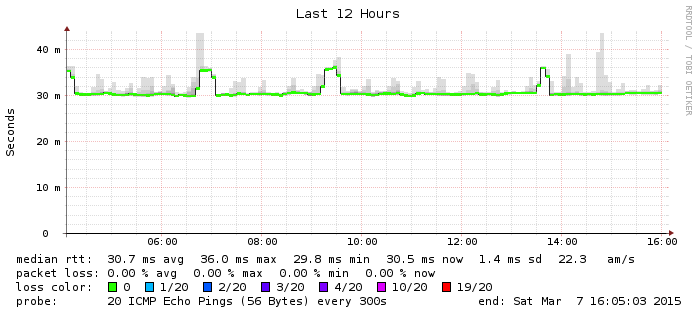 Last 12 Hours
RRDTOOL / TOBI OETIKER
Seconds
40 m
30 m
20 m
10 m
0
06:00 08:00 10:00 12:00 14:00 16:00
median rtt: 30.7 ms avg 36.0 ms max 29.8 ms min 30.5 ms now 1.4 ms sd 22.3 am/s
packet loss: 0.00 % avg 0.00 % max 0.00 % min 0.00 % now
loss color: 0 1/20 2/20 3/20 4/20 10/20 19/20
probe: 20 ICMP Echo Pings (56 Bytes) every 300s end: Sat Mar 7 16:05:03 2015